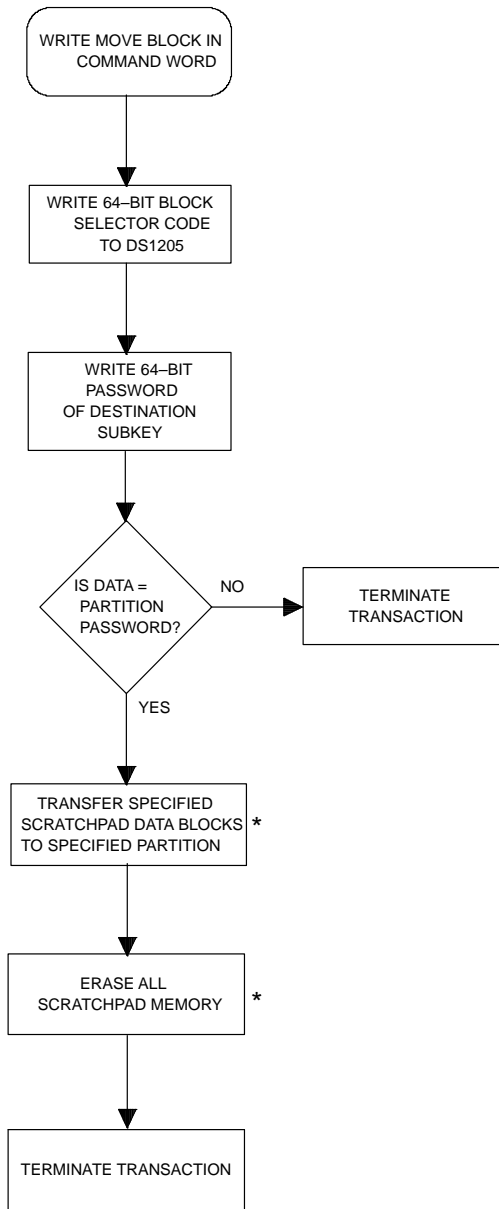 WRITE MOVE BLOCK IN
COMMAND WORD
WRITE 64–BIT BLOCK
SELECTOR CODE
TO DS1205
WRITE 64–BIT
PASSWORD
OF DESTINATION
SUBKEY
IS DATA =
PARTITION
PASSWORD?
NO
TERMINATE
TRANSACTION
YES
TRANSFER SPECIFIED
SCRATCHPAD DATA BLOCKS *
TO SPECIFIED PARTITION
ERASE ALL
SCRATCHPAD MEMORY *
TERMINATE TRANSACTION